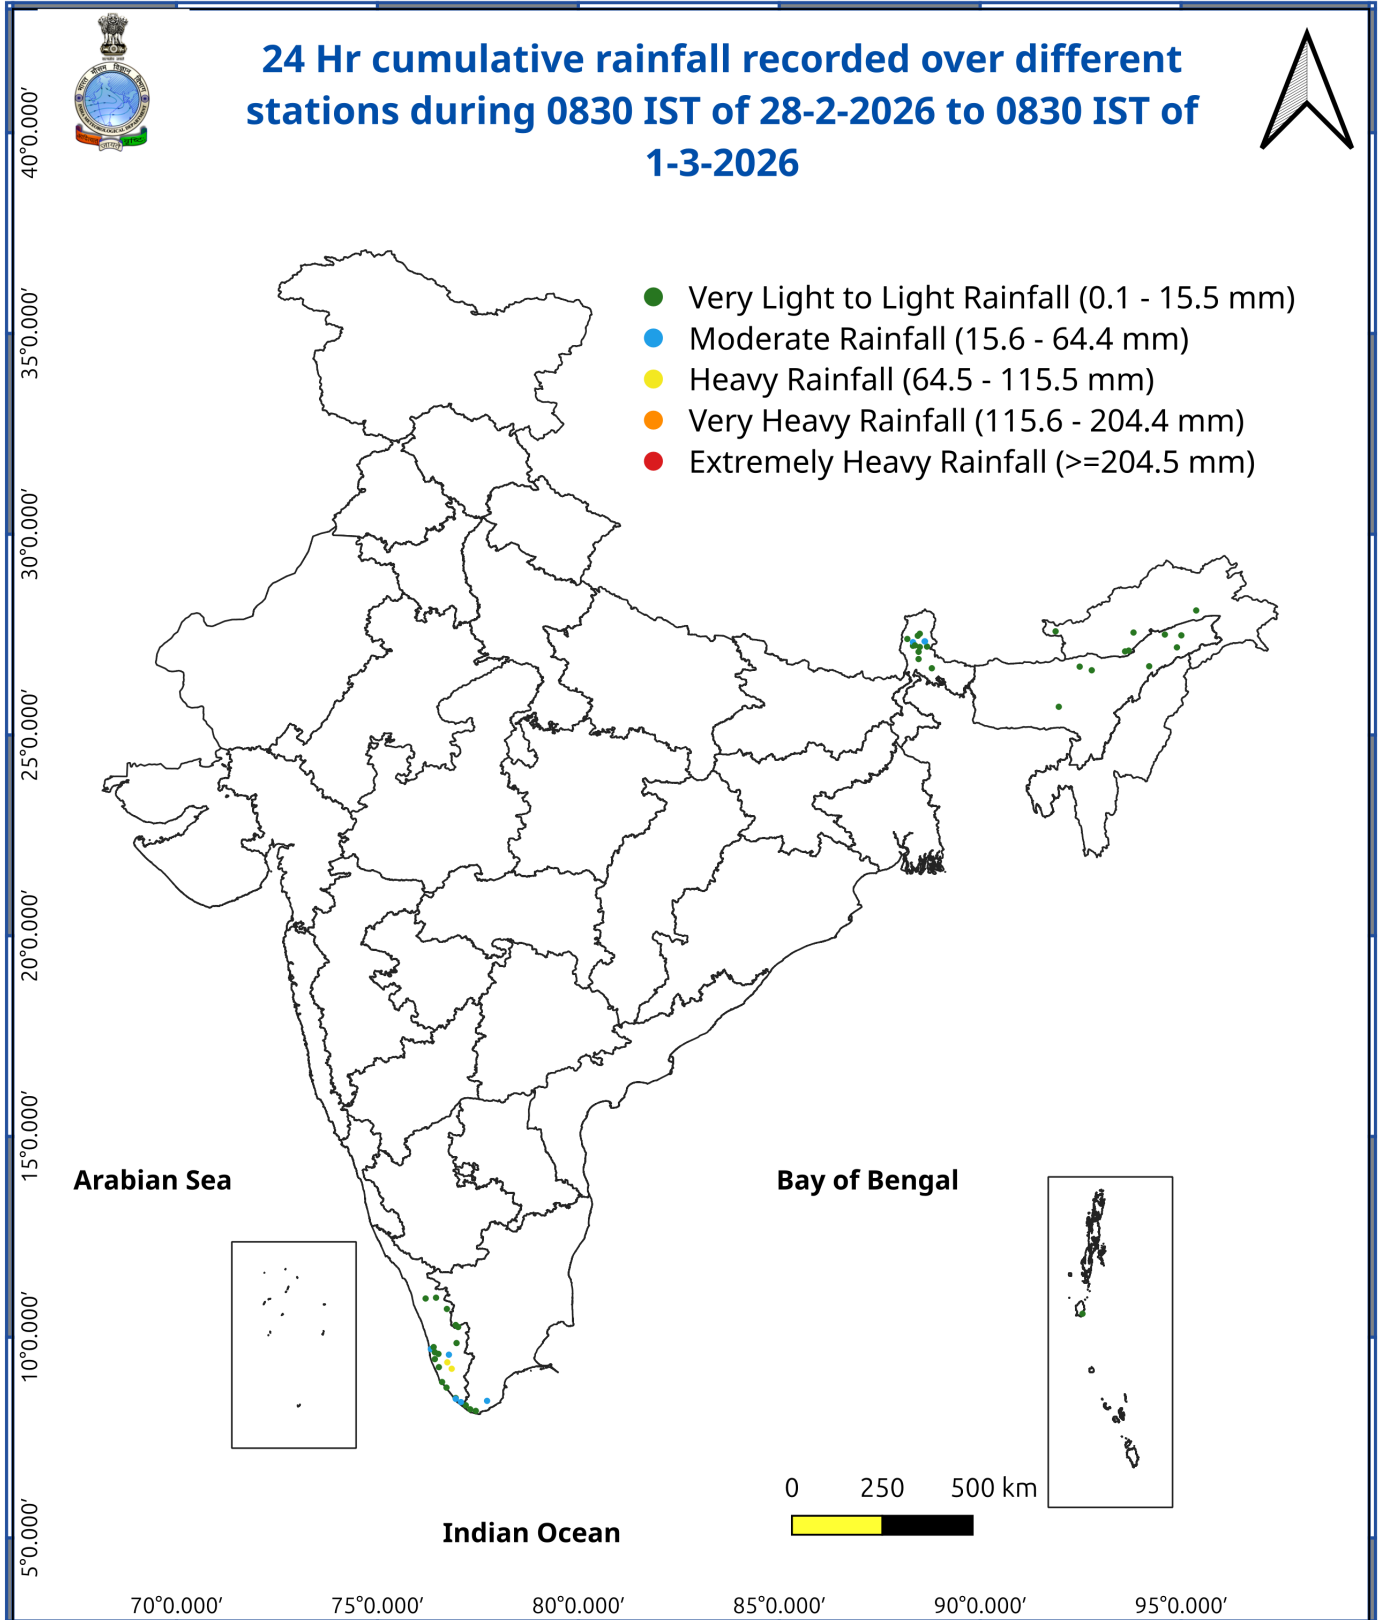 24 Hr cumulative rainfall recorded over different
stations during 0830 IST of 28-2-2026 to 0830 IST of
1-3-2026
Very Light to Light Rainfall (0.1 - 15.5 mm)
Moderate Rainfall (15.6 - 64.4 mm)
Heavy Rainfall (64.5 - 115.5 mm)
Very Heavy Rainfall (115.6 - 204.4 mm)
Extremely Heavy Rainfall (>=204.5 mm)
40°0.000′
35°0.000′
30°0.000′
25°0.000′
20°0.000′
15°0.000′
10°0.000′
5°0.000′
Arabian Sea
Bay of Bengal
0 250 500 km
Indian Ocean
70°0.000′ 75°0.000′ 80°0.000′ 85°0.000′ 90°0.000′ 95°0.000′